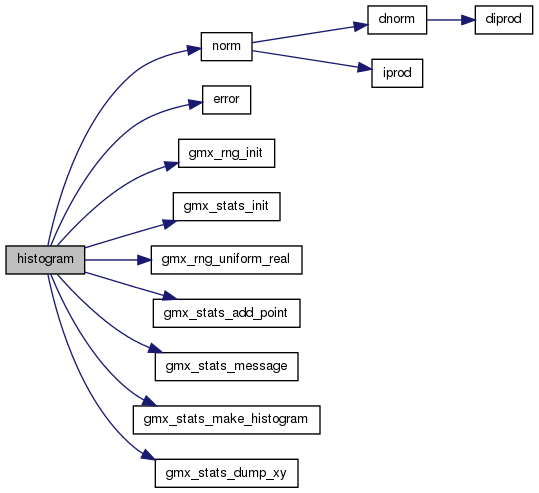 histogram
norm
dnorm
diprod
iprod
error
gmx_rng_init
gmx_stats_init
gmx_rng_uniform_real
gmx_stats_add_point
gmx_stats_message
gmx_stats_make_histogram
gmx_stats_dump_xy